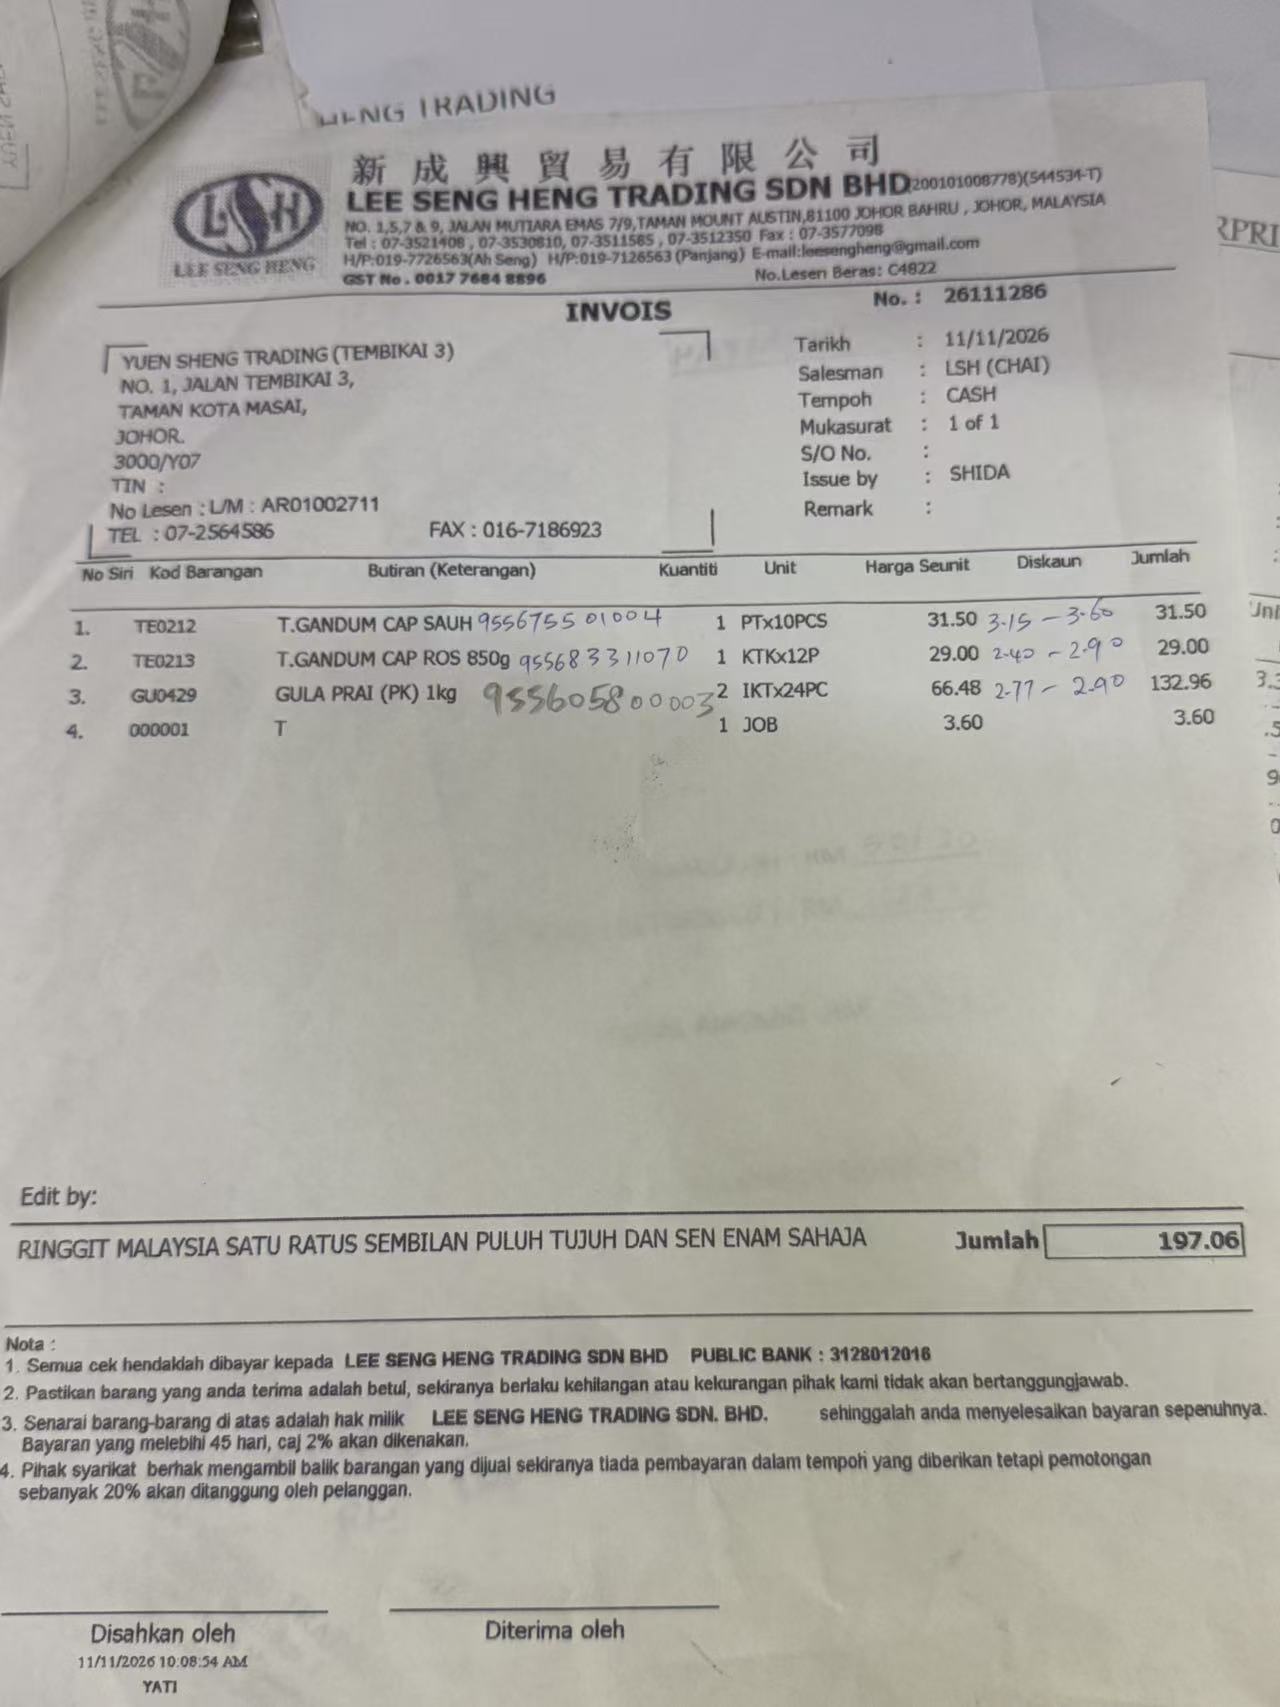 HENG TRADING
新成興貿易有限公司
LEE SENG HENG TRADING SDN BHD (200101008778)(544534-T)
NO. 1,5,7 & 9, JALAN MUTIARA EMAS 7/9,TAMAN MOUNT AUSTIN,81100 JOHOR BAHRU , JOHOR, MALAYSIA
Tel : 07-3521408 , 07-3530810, 07-3511585 , 07-3512350 Fax : 07-3577098
H/P:019-7726563(Ah Seng) H/P:019-7126563 (Panjang) E-mail:leesengheng@gmail.com
GST No . 0017 7684 8896 No.Lesen Beras: C4822
LSH
LEE SENG HENG
INVOIS
No. : 26111286
YUEN SHENG TRADING (TEMBIKAI 3)
NO. 1, JALAN TEMBIKAI 3,
TAMAN KOTA MASAI,
JOHOR.
3000/Y07
TIN :
No Lesen : L/M : AR01002711
TEL : 07-2564586 FAX : 016-7186923
Tarikh : 11/11/2026
Salesman : LSH (CHAI)
Tempoh : CASH
Mukasurat : 1 of 1
S/O No. :
Issue by : SHIDA
Remark :
No Siri Kod Barangan Butiran (Keterangan) Kuantiti Unit Harga Seunit Diskaun Jumlah
1. TE0212 T.GANDUM CAP SAUH 9556755 01004 1 PTx10PCS 31.50 3.15 - 3.60 31.50
2. TE0213 T.GANDUM CAP ROS 850g 955683311070 1 KTKx12P 29.00 2.40 - 2.90 29.00
3. GU0429 GULA PRAI (PK) 1kg 955605800003 2 IKTx24PC 66.48 2.77 - 2.90 132.96
4. 000001 T 1 JOB 3.60 3.60
Edit by:
RINGGIT MALAYSIA SATU RATUS SEMBILAN PULUH TUJUH DAN SEN ENAM SAHAJA Jumlah 197.06
Nota :
1. Semua cek hendaklah dibayar kepada LEE SENG HENG TRADING SDN BHD PUBLIC BANK : 3128012016
2. Pastikan barang yang anda terima adalah betul, sekiranya berlaku kehilangan atau kekurangan pihak kami tidak akan bertanggungjawab.
3. Senarai barang-barang di atas adalah hak milik LEE SENG HENG TRADING SDN. BHD. sehinggalah anda menyelesaikan bayaran sepenuhnya.
Bayaran yang melebihi 45 hari, caj 2% akan dikenakan.
4. Pihak syarikat berhak mengambil balik barangan yang dijual sekiranya tiada pembayaran dalam tempoh yang diberikan tetapi pemotongan
sebanyak 20% akan ditanggung oleh pelanggan.
Disahkan oleh
11/11/2026 10:08:54 AM
YATI
Diterima oleh